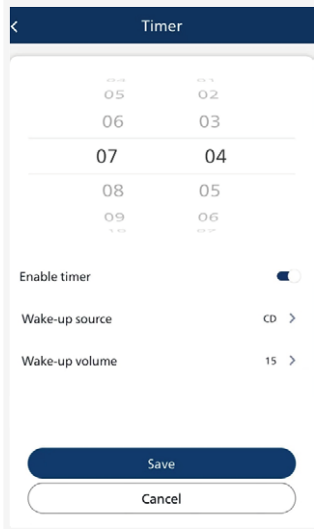 Timer
05 02
06 03
07 04
08 05
09 06
Enable timer
Wake-up source CD
Wake-up volume 15
Save
Cancel